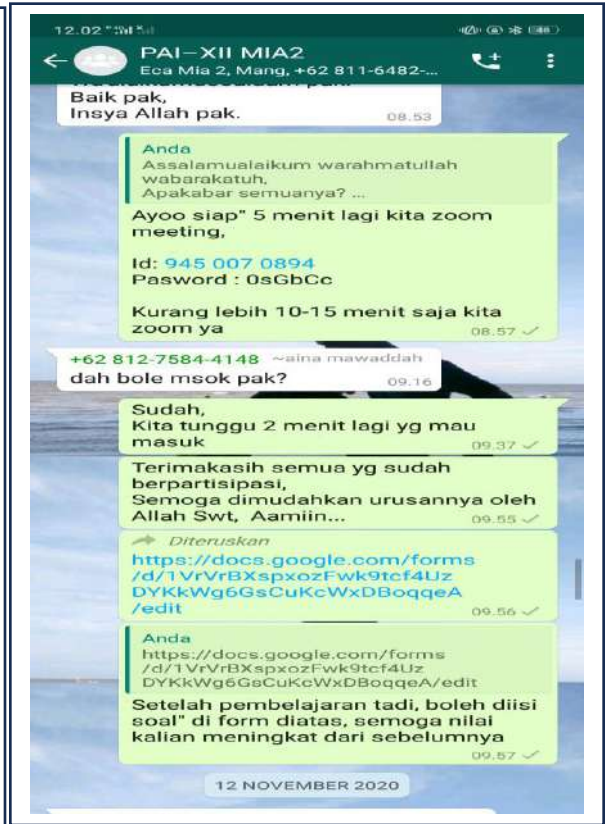 12.02
46
PAI-XII MIA2
Eca Mia 2, Mang, +62 811-6482-...
Baik pak,
Insya Allah pak.
08.53
Anda
Assalamualaikum warahmatullah
wabarakatuh,
Apakabar semuanya? ...
Ayoo siap" 5 menit lagi kita zoom
meeting,
Id: 945 007 0894
Pasword : 0sGbCc
Kurang lebih 10-15 menit saja kita
zoom ya
08.57
+62 812-7584-4148 ~aina mawaddah
dah bole msok pak?
09.16
Sudah,
Kita tunggu 2 menit lagi yg mau
masuk
09.37
Terimakasih semua yg sudah
berpartisipasi,
Semoga dimudahkan urusannya oleh
Allah Swt, Aamiin...
09.55
Diteruskan
https://docs.google.com/forms
/d/1VrVrBXspxozFwk9tcf4Uz
DYKkWg6GsCuKcWxDBoqqeA
/edit
09.56
Anda
https://docs.google.com/forms
/d/1VrVrBXspxozFwk9tcf4Uz
DYKkWg6GsCuKcWxDBoqqeA/edit
Setelah pembelajaran tadi, boleh diisi
soal" di form diatas, semoga nilai
kalian meningkat dari sebelumnya
09.57
12 NOVEMBER 2020